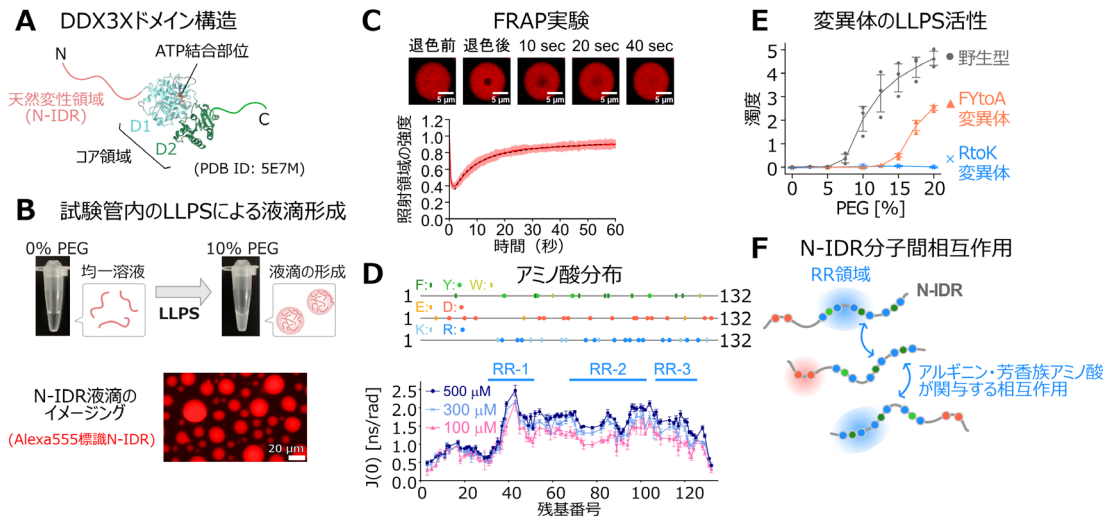 A DDX3Xドメイン構造
N
ATP結合部位
天然変性領域
(N-IDR)
D1
D2
C
コア領域
(PDB ID: 5E7M)
B 試験管内のLLPSによる液滴形成
0% PEG
10% PEG
均一溶液
液滴の形成
LLPS
N-IDR液滴の
イメージング
(Alexa555標識N-IDR)
20 μm
C FRAP実験
退色前 退色後 10 sec 20 sec 40 sec
5 μm 5 μm 5 μm 5 μm 5 μm
照射領域の強度
1.2
1.0
0.8
0.6
0.4
0.2
0.0
0 10 20 30 40 50 60
時間（秒）
D アミノ酸分布
F: Y: W:
1 132
E: D:
1 132
K: R:
1 132
RR-1 RR-2 RR-3
J(0) [ns/rad]
2.5
2.0
1.5
1.0
0.5
0.0
500 μM
300 μM
100 μM
0 20 40 60 80 100 120
残基番号
E 変異体のLLPS活性
濁度
5
4
3
2
1
0
0 5 10 15 20
PEG [%]
野生型
FYtoA
変異体
RtoK
変異体
F N-IDR分子間相互作用
RR領域
N-IDR
アルギニン・芳香族アミノ酸
が関与する相互作用